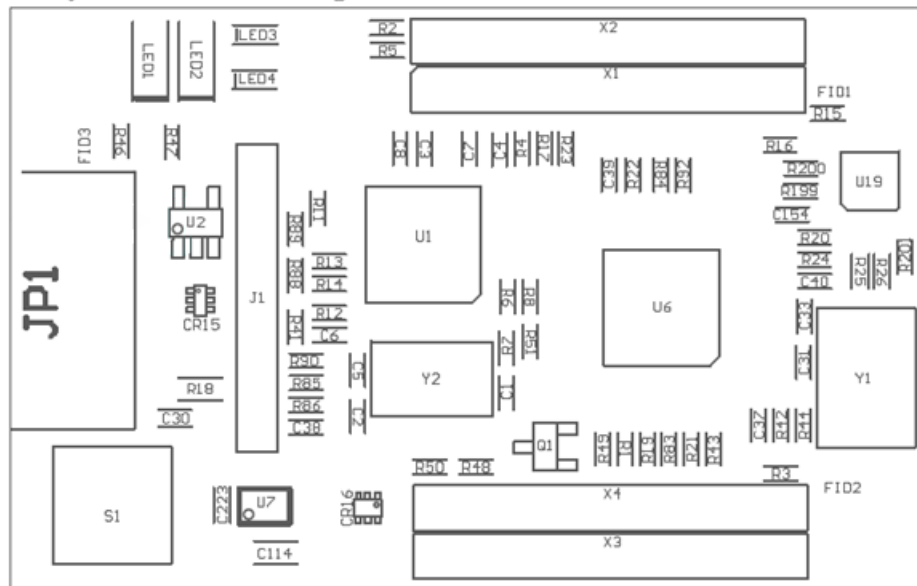 R2
X2
LED3
R5
LED1
LED2
X1
LED4
FID1
R15
R46
R47
FID3
C8
C3
C7
C4
R4
R17
R23
R16
C39
R22
R84
R92
R200
U19
R199
R11
C154
U2
R89
U1
R20
R201
R13
R24
R88
R25
R26
R14
C40
JP1
J1
R6
R8
U6
CR15
R12
C33
R41
C6
R7
R51
R90
C31
C5
Y2
Y1
R85
R18
C1
R86
C30
C2
C38
C37
R42
R44
Q1
R49
R1
R19
R83
R21
R43
R50
R48
R3
FID2
X4
C223
U7
CR16
S1
X3
C114